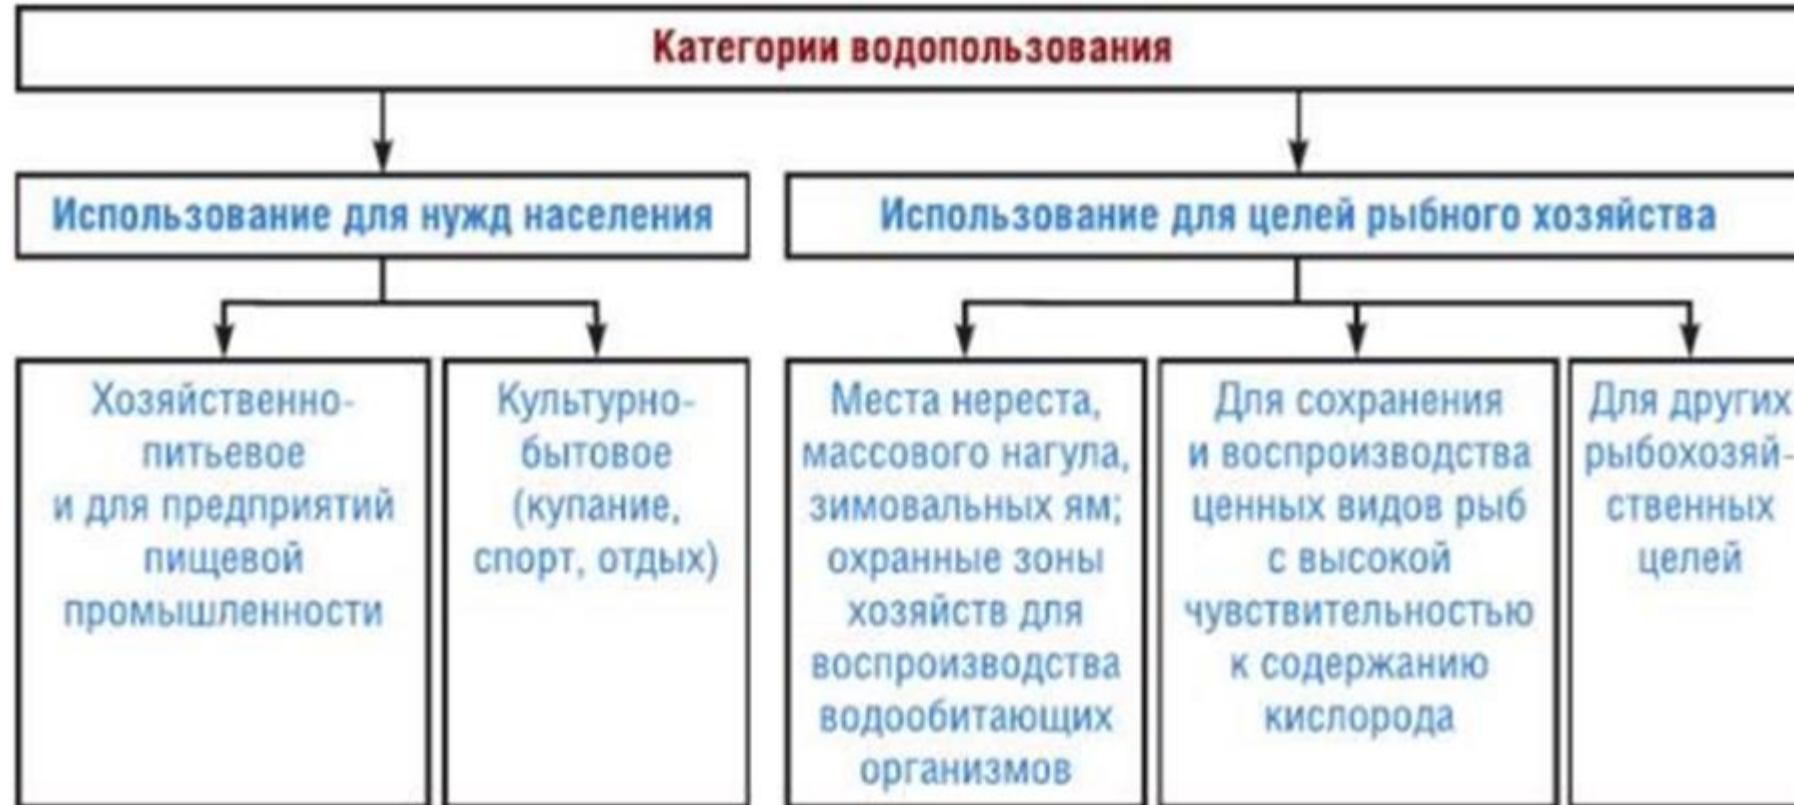 Категории водопользования
Использование для нужд населения
Использование для целей рыбного хозяйства
Хозяйственно-
питьевое
и для предприятий
пищевой
промышленности
Культурно-
бытовое
(купание,
спорт, отдых)
Места нереста,
массового нагула,
зимовальных ям;
охранные зоны
хозяйств для
воспроизводства
водообитающих
организмов
Для сохранения
и воспроизводства
ценных видов рыб
с высокой
чувствительностью
к содержанию
кислорода
Для других
рыбохозяй-
ственных
целей